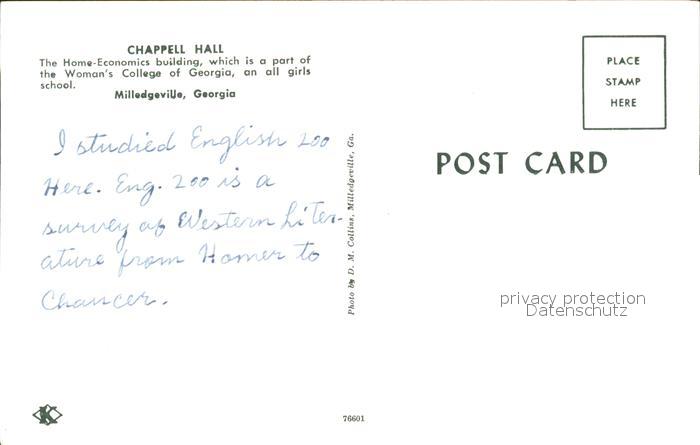 CHAPPELL HALL
The Home-Economics building, which is a part of
the Woman's College of Georgia, an all girls
school.
Milledgeville, Georgia
I studied English 200
Here. Eng. 200 is a
survey of Western Liter-
ature from Homer to
Chaucer.
Photo by D. M. Collins, Milledgeville, Ga.
PLACE
STAMP
HERE
POST CARD
privacy protection
Datenschutz
K
76601